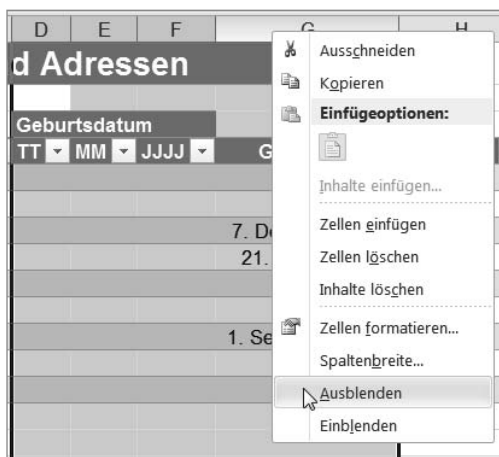 D E F G H
d Adressen
Geburtsdatum
TT MM JJJJ G
7. De
21.
1. Se
Ausschneiden
Kopieren
Einfügeoptionen:
Inhalte einfügen...
Zellen einfügen
Zellen löschen
Inhalte löschen
Zellen formatieren...
Spaltenbreite...
Ausblenden
Einblenden